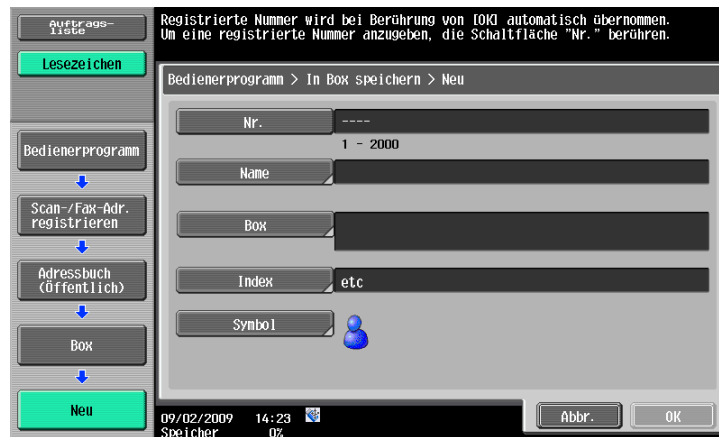 Auftrags-
liste
Registrierte Nummer wird bei Berührung von [OK] automatisch übernommen.
Um eine registrierte Nummer anzugeben, die Schaltfläche "Nr." berühren.
Lesezeichen
Bedienerprogramm > In Box speichern > Neu
Nr.
----
1 - 2000
Bedienerprogramm
Name
Scan-/Fax-Adr.
registrieren
Box
Adressbuch
(Öffentlich)
Index
etc
Symbol
Box
Neu
09/02/2009 14:23
Speicher 0%
Abbr.
OK